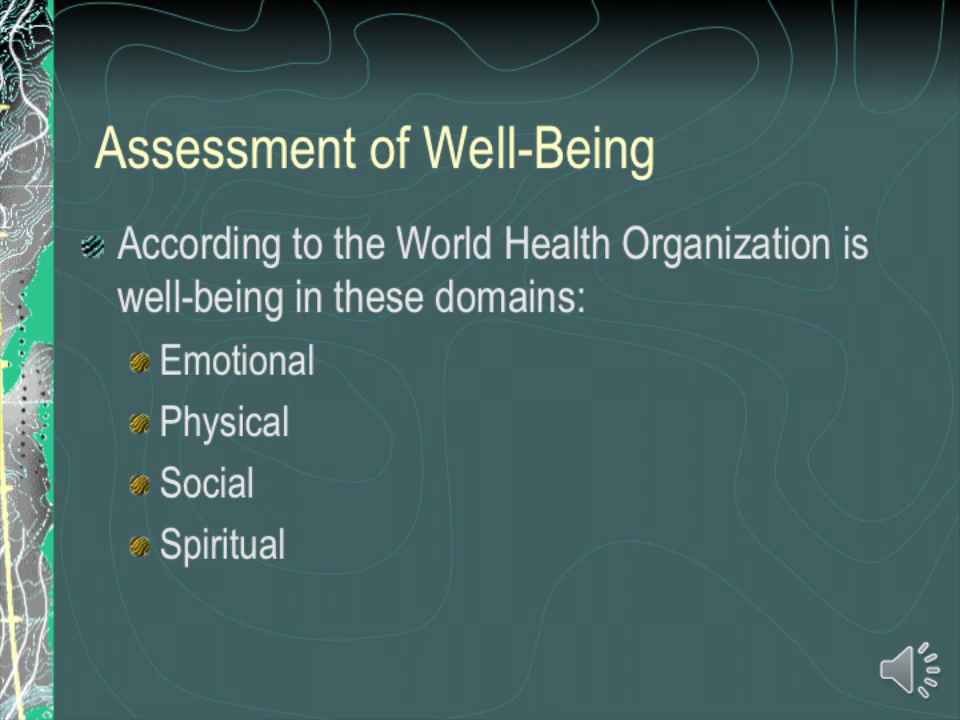 Assessment of Well-Being
According to the World Health Organization is
well-being in these domains:
Emotional
Physical
Social
Spiritual